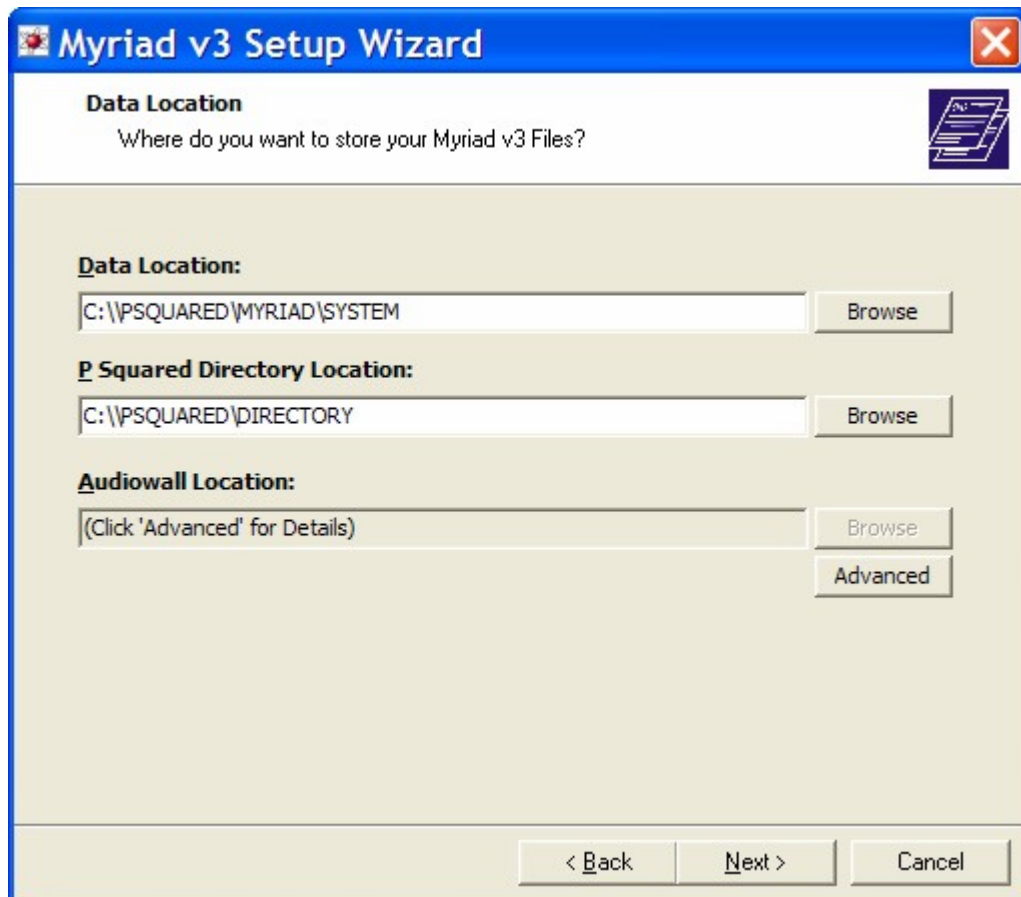 Myriad v3 Setup Wizard
Data Location
Where do you want to store your Myriad v3 Files?
Data Location:
C:\\PSQUARED\MYRIAD\SYSTEM
Browse
P Squared Directory Location:
C:\\PSQUARED\DIRECTORY
Browse
Audiowall Location:
(Click 'Advanced' for Details)
Browse
Advanced
< Back
Next >
Cancel